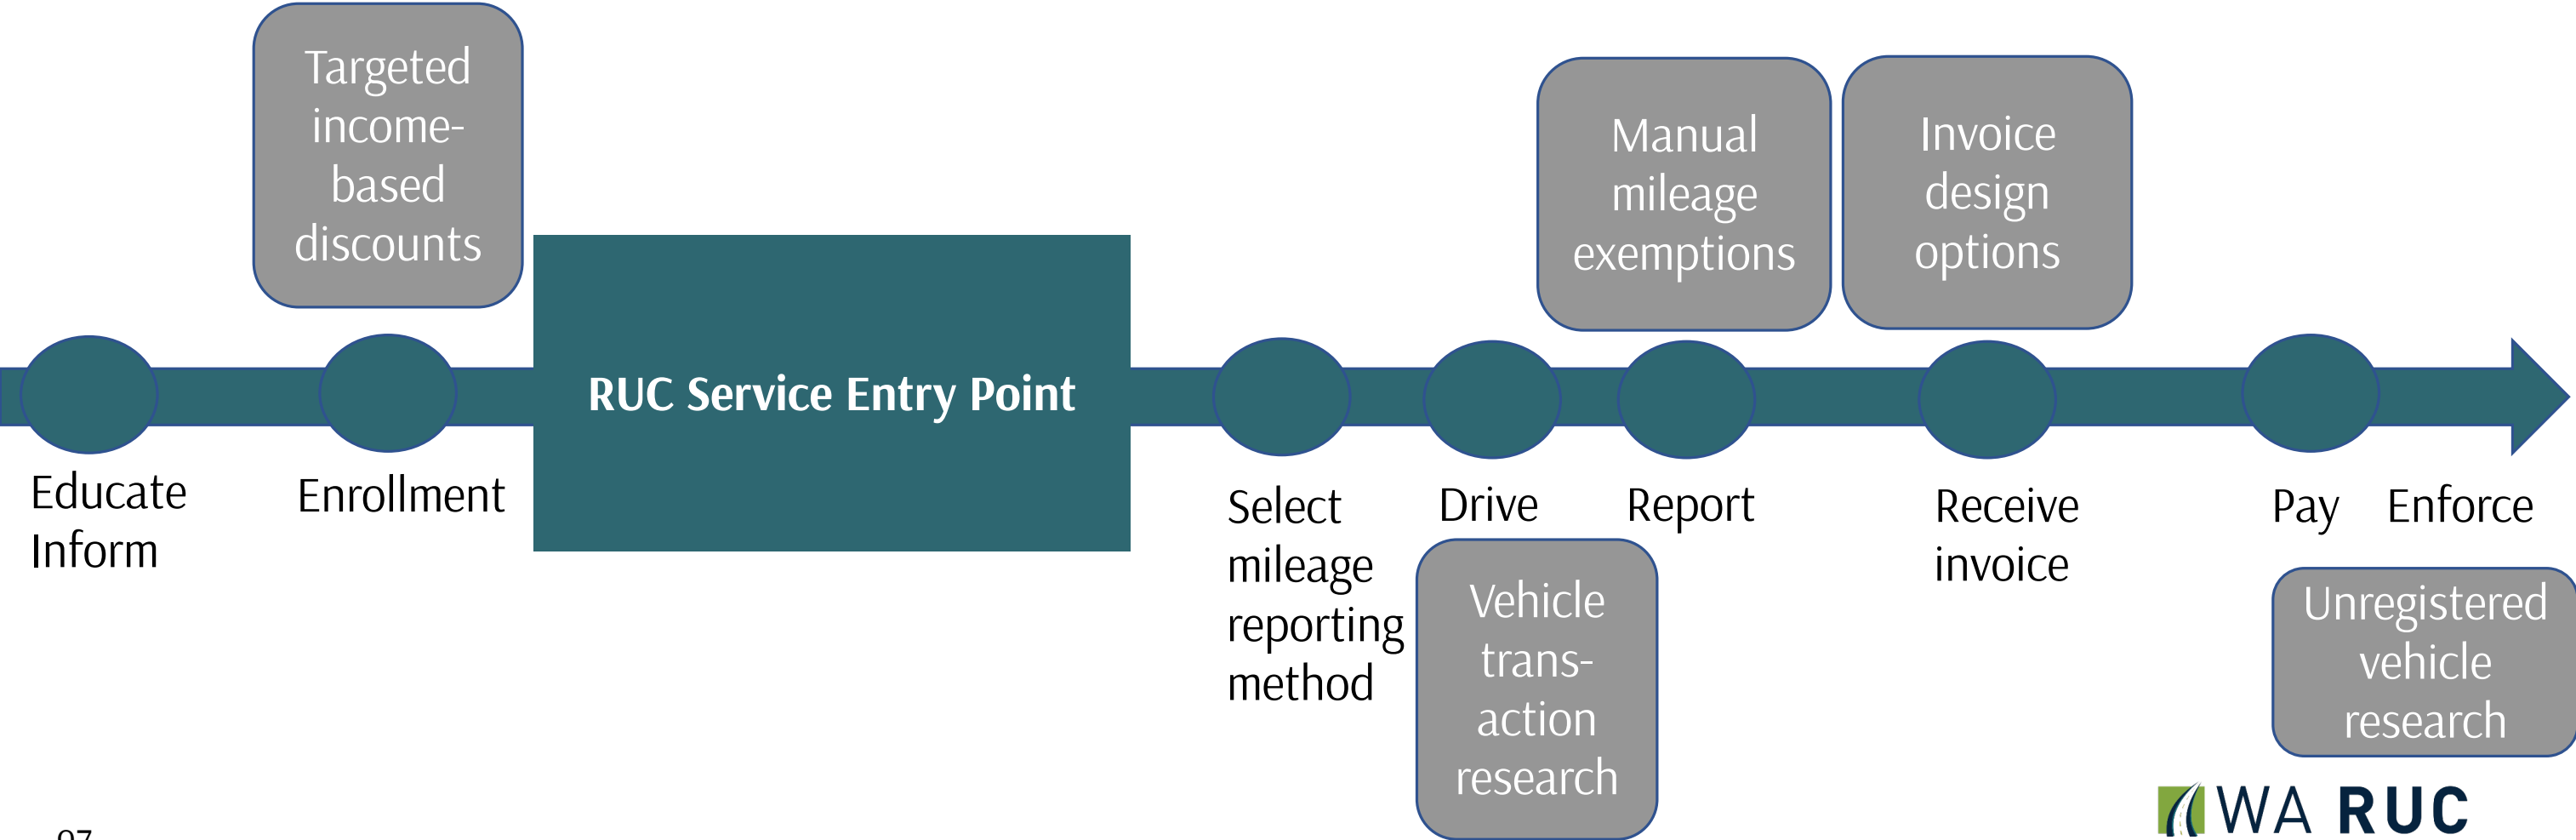 Targeted
income-
based
discounts
Manual
mileage
exemptions
Invoice
design
options
RUC Service Entry Point
Educate
Inform
Enrollment
Select
mileage
reporting
method
Drive
Report
Receive
invoice
Pay
Enforce
Vehicle
trans-
action
research
Unregistered
vehicle
research
WA RUC